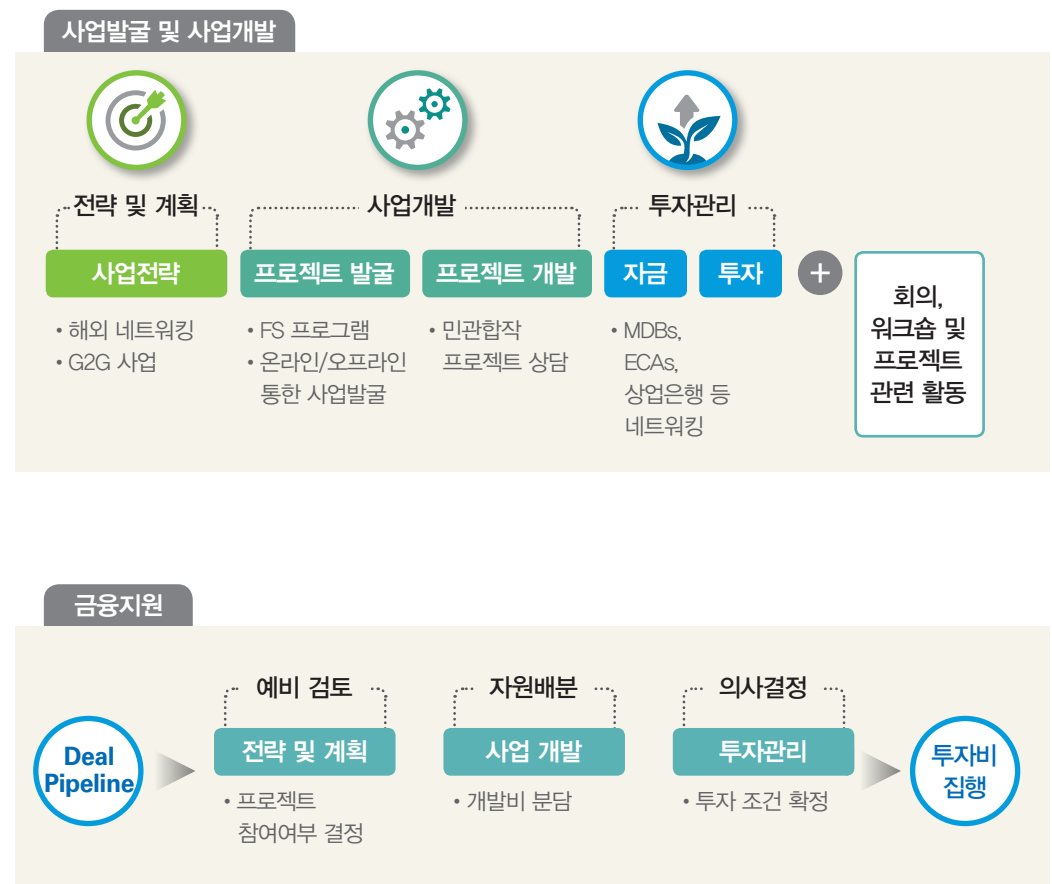 사업발굴 및 사업개발
전략 및 계획
사업개발
투자관리
사업전략
프로젝트 발굴
프로젝트 개발
자금
투자
+
• 해외 네트워킹
• G2G 사업
• FS 프로그램
• 온라인/오프라인
통한 사업발굴
• 민관합작
프로젝트 상담
• MDBs,
ECAs,
상업은행 등
네트워킹
회의,
워크숍 및
프로젝트
관련 활동
금융지원
예비 검토
자원배분
의사결정
Deal
Pipeline
전략 및 계획
사업 개발
투자관리
투자비
집행
• 프로젝트
참여여부 결정
• 개발비 분담
• 투자 조건 확정